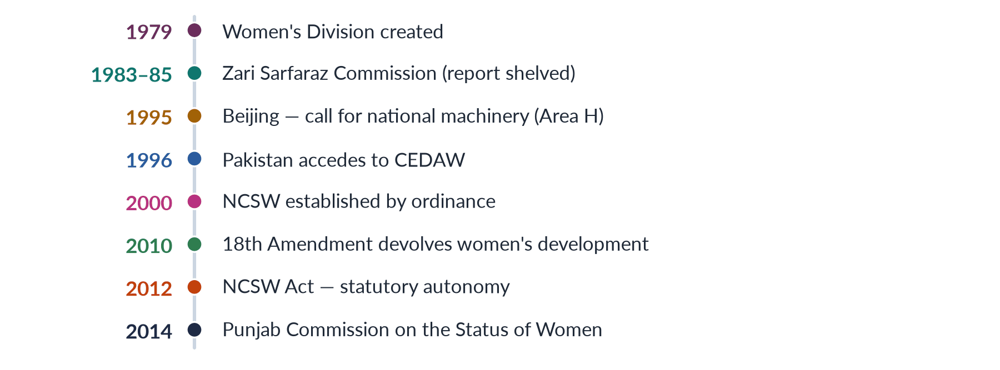 1979 Women's Division created
1983–85 Zari Sarfaraz Commission (report shelved)
1995 Beijing — call for national machinery (Area H)
1996 Pakistan accedes to CEDAW
2000 NCSW established by ordinance
2010 18th Amendment devolves women's development
2012 NCSW Act — statutory autonomy
2014 Punjab Commission on the Status of Women